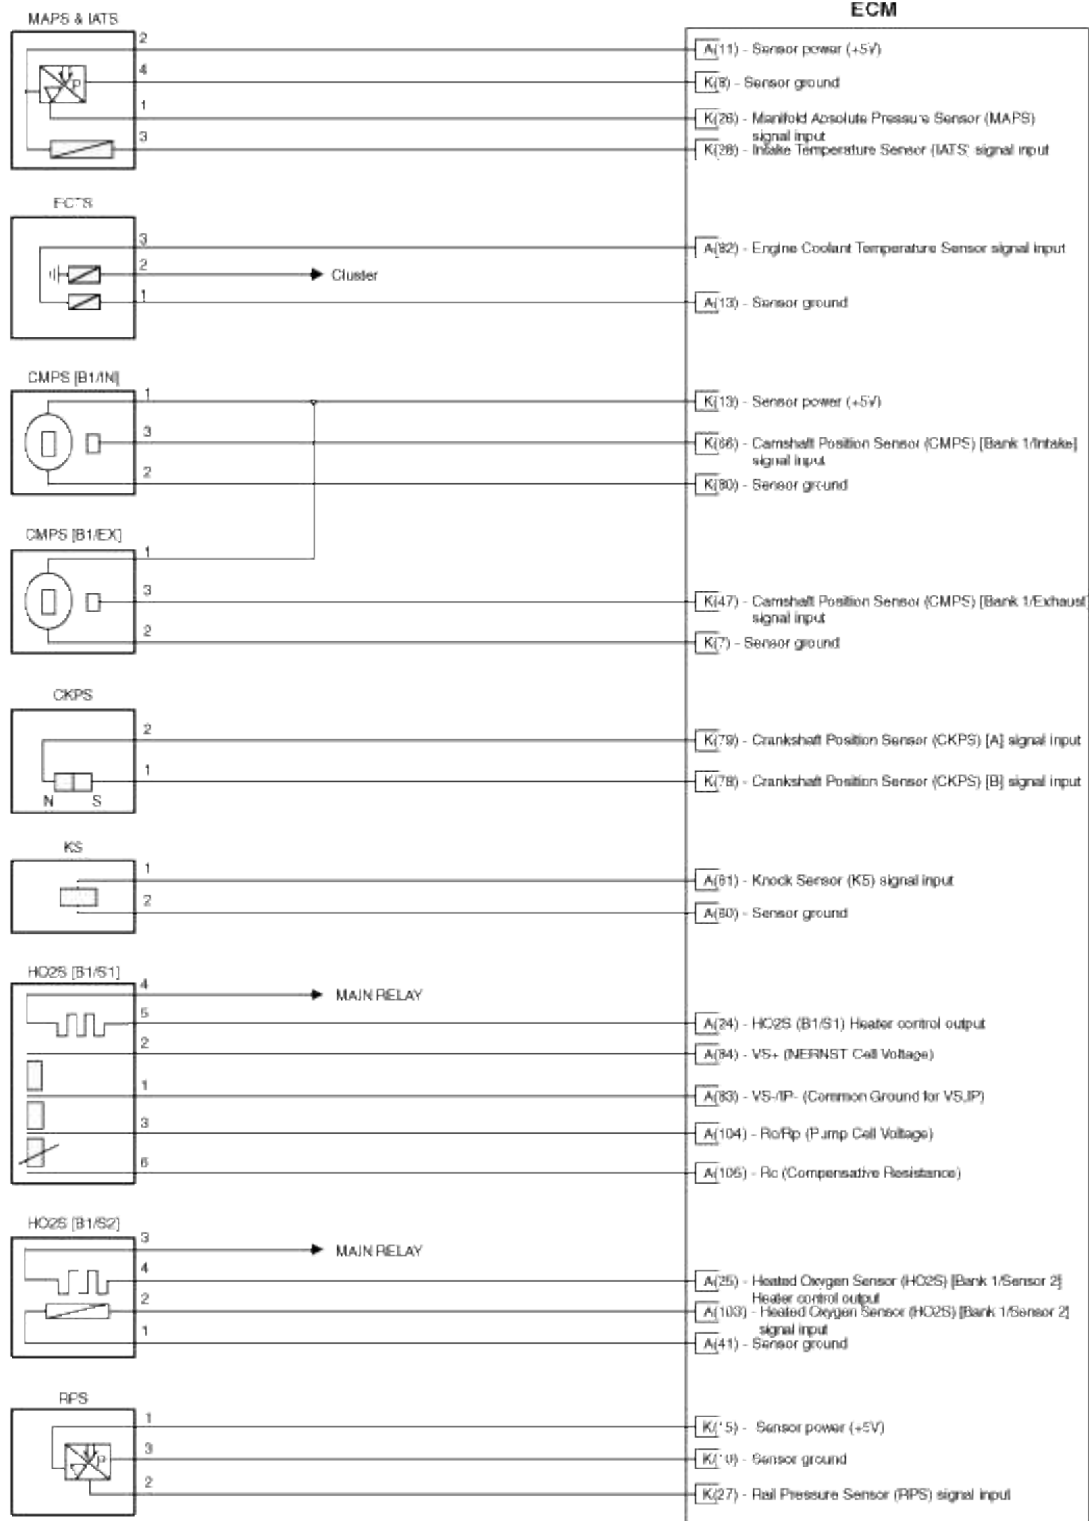 ECM
MAPS & IATS
2
A(11) - Sensor power (+5V)
4
K(8) - Sensor ground
1
K(26) - Manifold Absolute Pressure Sensor (MAPS)
signal input
3
K(28) - Intake Temperature Sensor (IATS) signal input
P
ECTS
3
A(82) - Engine Coolant Temperature Sensor signal input
2
Cluster
1
A(13) - Sensor ground
CMPS [B1/IN]
1
K(13) - Sensor power (+5V)
3
K(66) - Camshaft Position Sensor (CMPS) [Bank 1/Intake]
signal input
2
K(80) - Sensor ground
CMPS [B1/EX]
1
3
K(47) - Camshaft Position Sensor (CMPS) [Bank 1/Exhaust]
signal input
2
K(7) - Sensor ground
CKPS
2
K(79) - Crankshaft Position Sensor (CKPS) [A] signal input
1
K(78) - Crankshaft Position Sensor (CKPS) [B] signal input
N S
KS
1
A(61) - Knock Sensor (KS) signal input
2
A(60) - Sensor ground
HO2S [B1/S1]
4
MAIN RELAY
5
A(24) - HO2S (B1/S1) Heater control output
2
A(84) - VS+ (NERNST Cell Voltage)
1
A(83) - VS-/IP- (Common Ground for VS,IP)
3
A(104) - Rc/Rp (Pump Cell Voltage)
6
A(105) - Rc (Compensative Resistance)
HO2S [B1/S2]
3
MAIN RELAY
4
A(25) - Heated Oxygen Sensor (HO2S) [Bank 1/Sensor 2]
Heater control output
2
A(103) - Heated Oxygen Sensor (HO2S) [Bank 1/Sensor 2]
signal input
1
A(41) - Sensor ground
RPS
1
K(15) - Sensor power (+5V)
3
K(10) - Sensor ground
P
2
K(27) - Rail Pressure Sensor (RPS) signal input